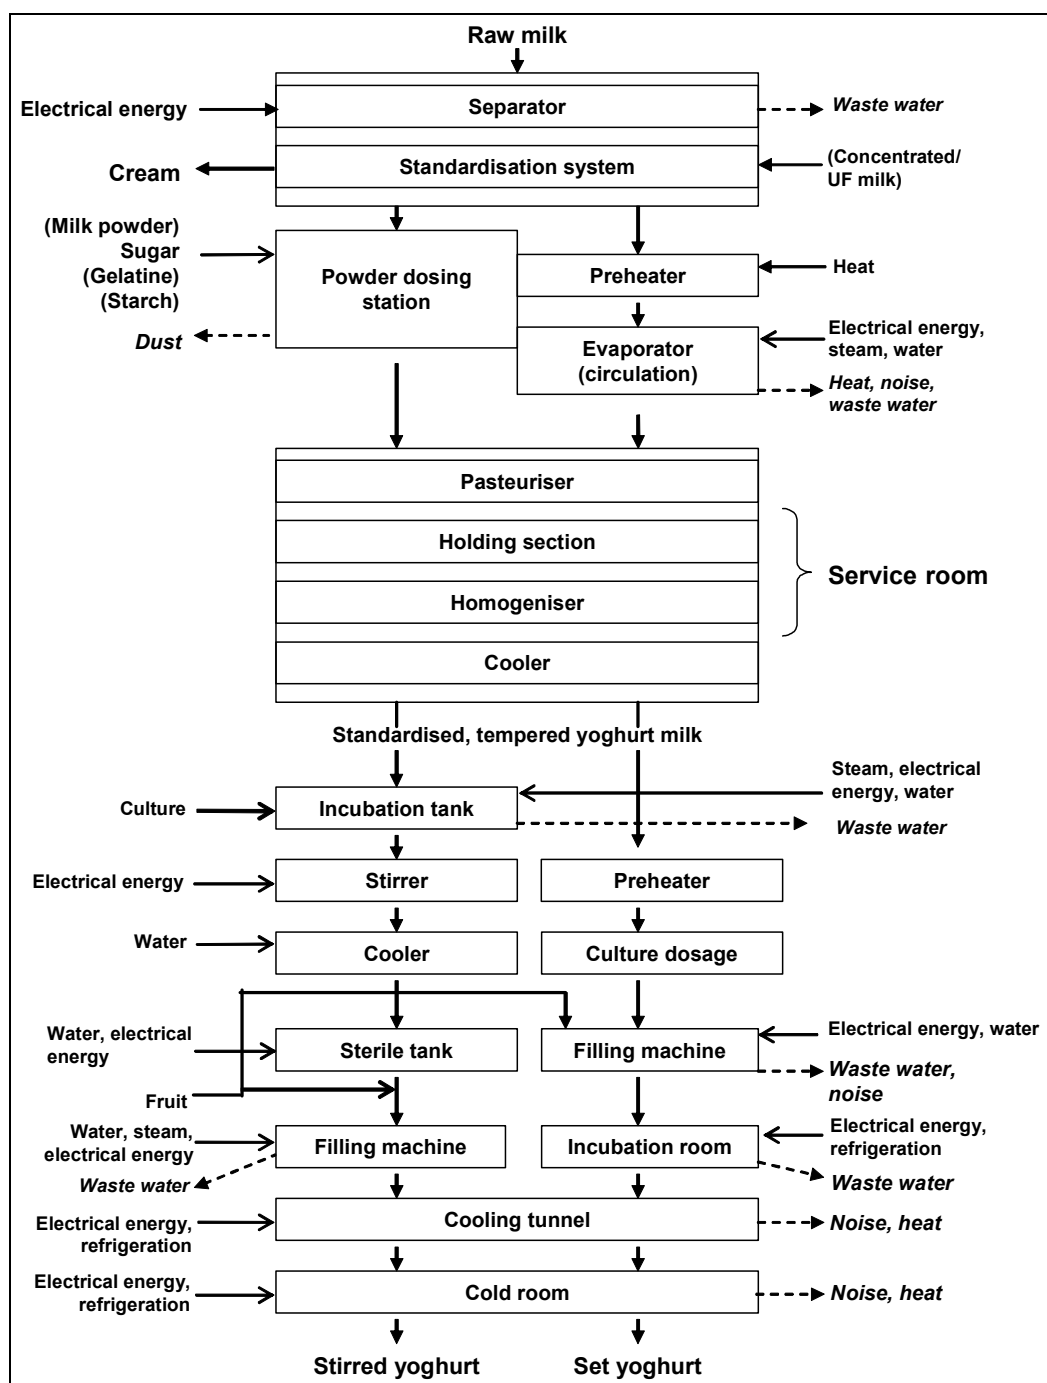 Raw milk
Electrical energy
Separator
Waste water
Cream
Standardisation system
(Concentrated/
UF milk)
(Milk powder)
Sugar
(Gelatine)
(Starch)
Powder dosing
station
Preheater
Heat
Dust
Evaporator
(circulation)
Electrical energy,
steam, water
Heat, noise,
waste water
Pasteuriser
Holding section
Service room
Homogeniser
Cooler
Standardised, tempered yoghurt milk
Culture
Incubation tank
Steam, electrical
energy, water
Waste water
Electrical energy
Stirrer
Preheater
Water
Cooler
Culture dosage
Water, electrical
energy
Sterile tank
Filling machine
Electrical energy, water
Waste water,
noise
Fruit
Water, steam,
electrical energy
Filling machine
Incubation room
Electrical energy,
refrigeration
Waste water
Waste water
Electrical energy,
refrigeration
Cooling tunnel
Noise, heat
Electrical energy,
refrigeration
Cold room
Noise, heat
Stirred yoghurt
Set yoghurt